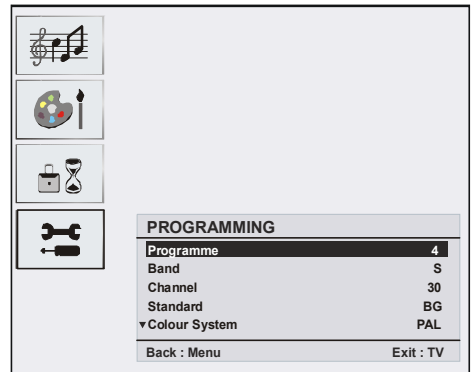 PROGRAMMING
Programme 4
Band S
Channel 30
Standard BG
▾Colour System PAL
Back : Menu Exit : TV